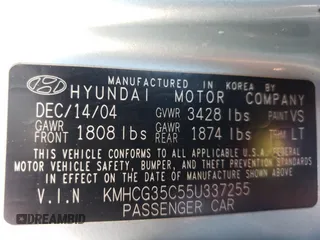 MANUFACTURED IN KOREA BY
HYUNDAI MOTOR COMPANY
DEC/14/04 GVWR 3428 lbs PAINT VS
GAWR FRONT 1808 lbs GAWR REAR 1874 lbs TRIM LT
THIS VEHICLE CONFORMS TO ALL APPLICABLE FEDERAL
MOTOR VEHICLE SAFETY, BUMPER, AND THEFT PREVENTION
STANDARDS IN EFFECT ON THE DATE OF MANUFACTURE
SHOWN ABOVE.
V.I.N KMHCG35C55U337255
PASSENGER CAR
DREAMBID